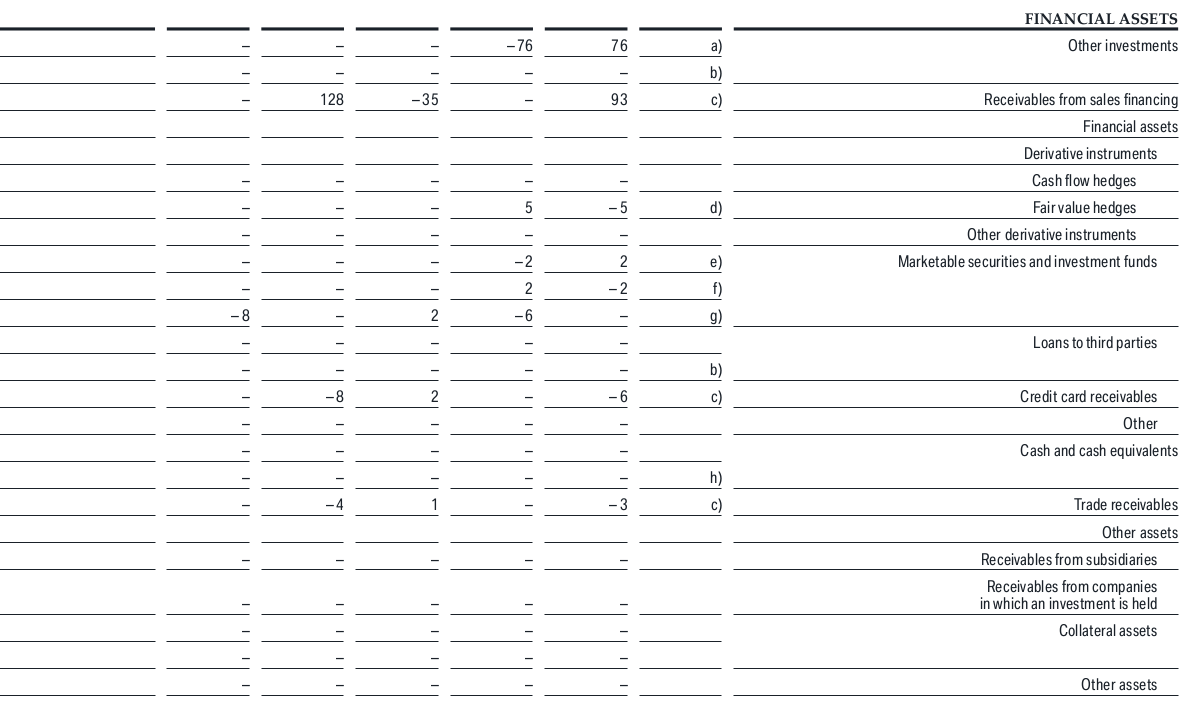 FINANCIAL ASSETS
– – – –76 76 a) Other investments
– – – – – b)
– 128 –35 – 93 c) Receivables from sales financing
Financial assets
Derivative instruments
– – – – – Cash flow hedges
– – – 5 –5 d) Fair value hedges
– – – – – Other derivative instruments
– – – –2 2 e) Marketable securities and investment funds
– – – 2 –2 f)
–8 – 2 –6 – g)
– – – – – Loans to third parties
– – – – – b)
– –8 2 – –6 c) Credit card receivables
– – – – – Other
– – – – – Cash and cash equivalents
– – – – – h)
– –4 1 – –3 c) Trade receivables
Other assets
– – – – – Receivables from subsidiaries
Receivables from companies
– – – – – in which an investment is held
– – – – – Collateral assets
– – – – –
– – – – – Other assets